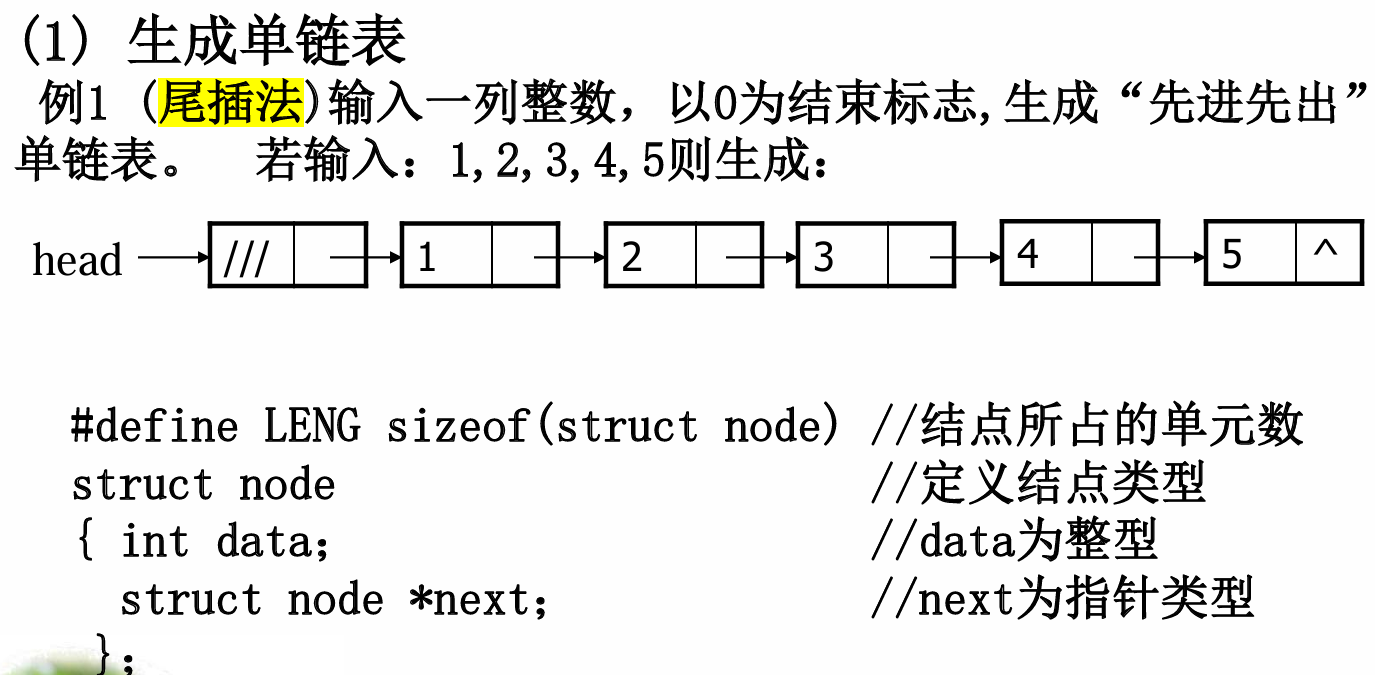 (1) 生成单链表
例1 (尾插法)输入一列整数，以0为结束标志,生成“先进先出”
单链表。 若输入：1,2,3,4,5则生成：
head /// 1 2 3 4 5 ^
#define LENG sizeof(struct node) //结点所占的单元数
struct node //定义结点类型
{ int data; //data为整型
struct node *next; //next为指针类型
};